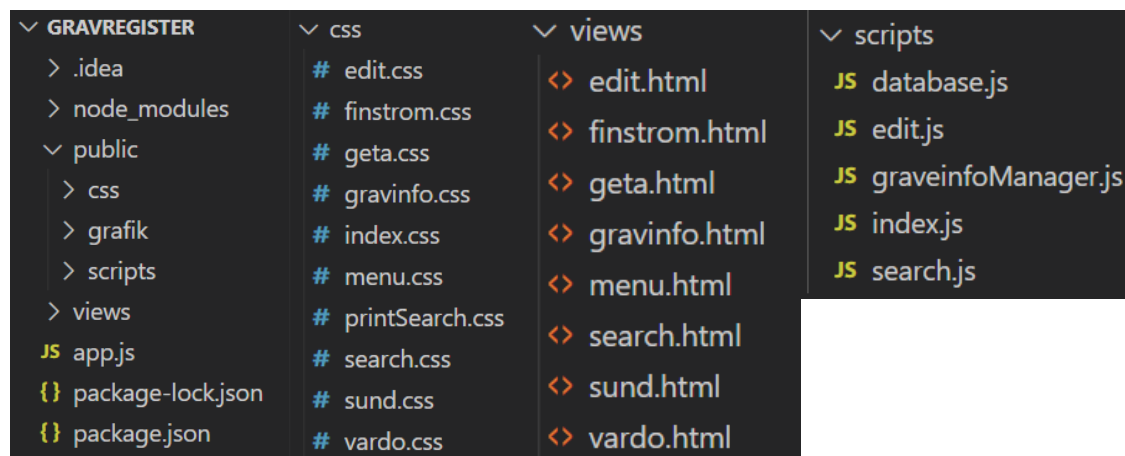 GRAVREGISTER
.idea
node_modules
public
css
grafik
scripts
views
JS app.js
{} package-lock.json
{} package.json
css
# edit.css
# finstrom.css
# geta.css
# gravinfo.css
# index.css
# menu.css
# printSearch.css
# search.css
# sund.css
# vardo.css
views
<> edit.html
<> finstrom.html
<> geta.html
<> gravinfo.html
<> menu.html
<> search.html
<> sund.html
<> vardo.html
scripts
JS database.js
JS edit.js
JS graveinfoManager.js
JS index.js
JS search.js